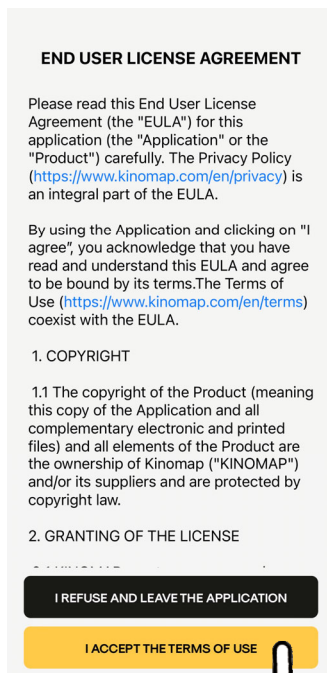 END USER LICENSE AGREEMENT
Please read this End User License
Agreement (the "EULA") for this
application (the "Application" or the
"Product") carefully. The Privacy Policy
(https://www.kinomap.com/en/privacy) is
an integral part of the EULA.
By using the Application and clicking on "I
agree", you acknowledge that you have
read and understand this EULA and agree
to be bound by its terms.The Terms of
Use (https://www.kinomap.com/en/terms)
coexist with the EULA.
1. COPYRIGHT
1.1 The copyright of the Product (meaning
this copy of the Application and all
complementary electronic and printed
files) and all elements of the Product are
the ownership of Kinomap ("KINOMAP")
and/or its suppliers and are protected by
copyright law.
2. GRANTING OF THE LICENSE
I REFUSE AND LEAVE THE APPLICATION
I ACCEPT THE TERMS OF USE